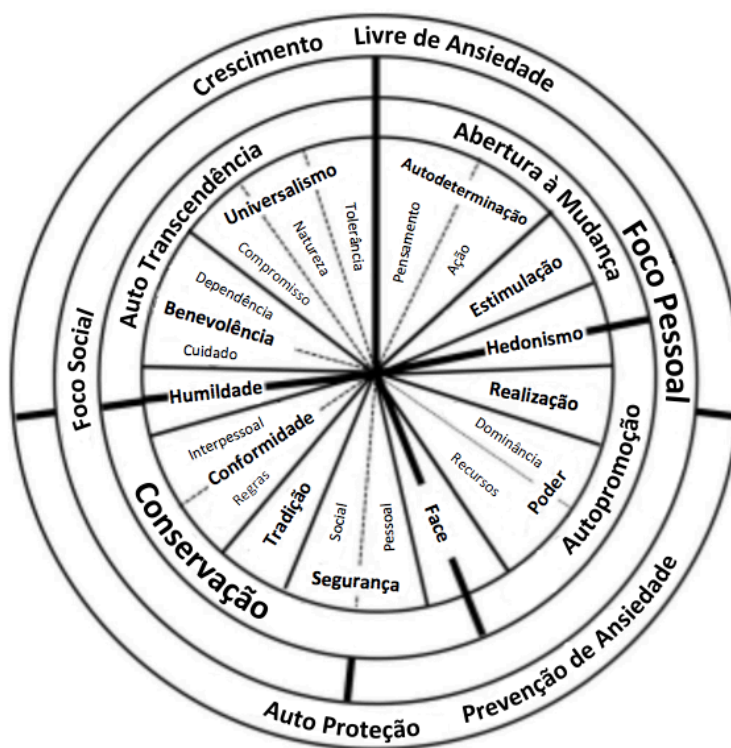 Crescimento
Livre de Ansiedade
Foco Social
Foco Pessoal
Prevenção de Ansiedade
Auto Proteção
Auto Transcendência
Abertura à Mudança
Autopromoção
Conservação
Universalismo
Tolerância
Natureza
Compromisso
Autodeterminação
Pensamento
Ação
Estimulação
Hedonismo
Realização
Dominância
Poder
Recursos
Face
Pessoal
Segurança
Social
Tradição
Regras
Conformidade
Interpessoal
Humildade
Cuidado
Benevolência
Dependência